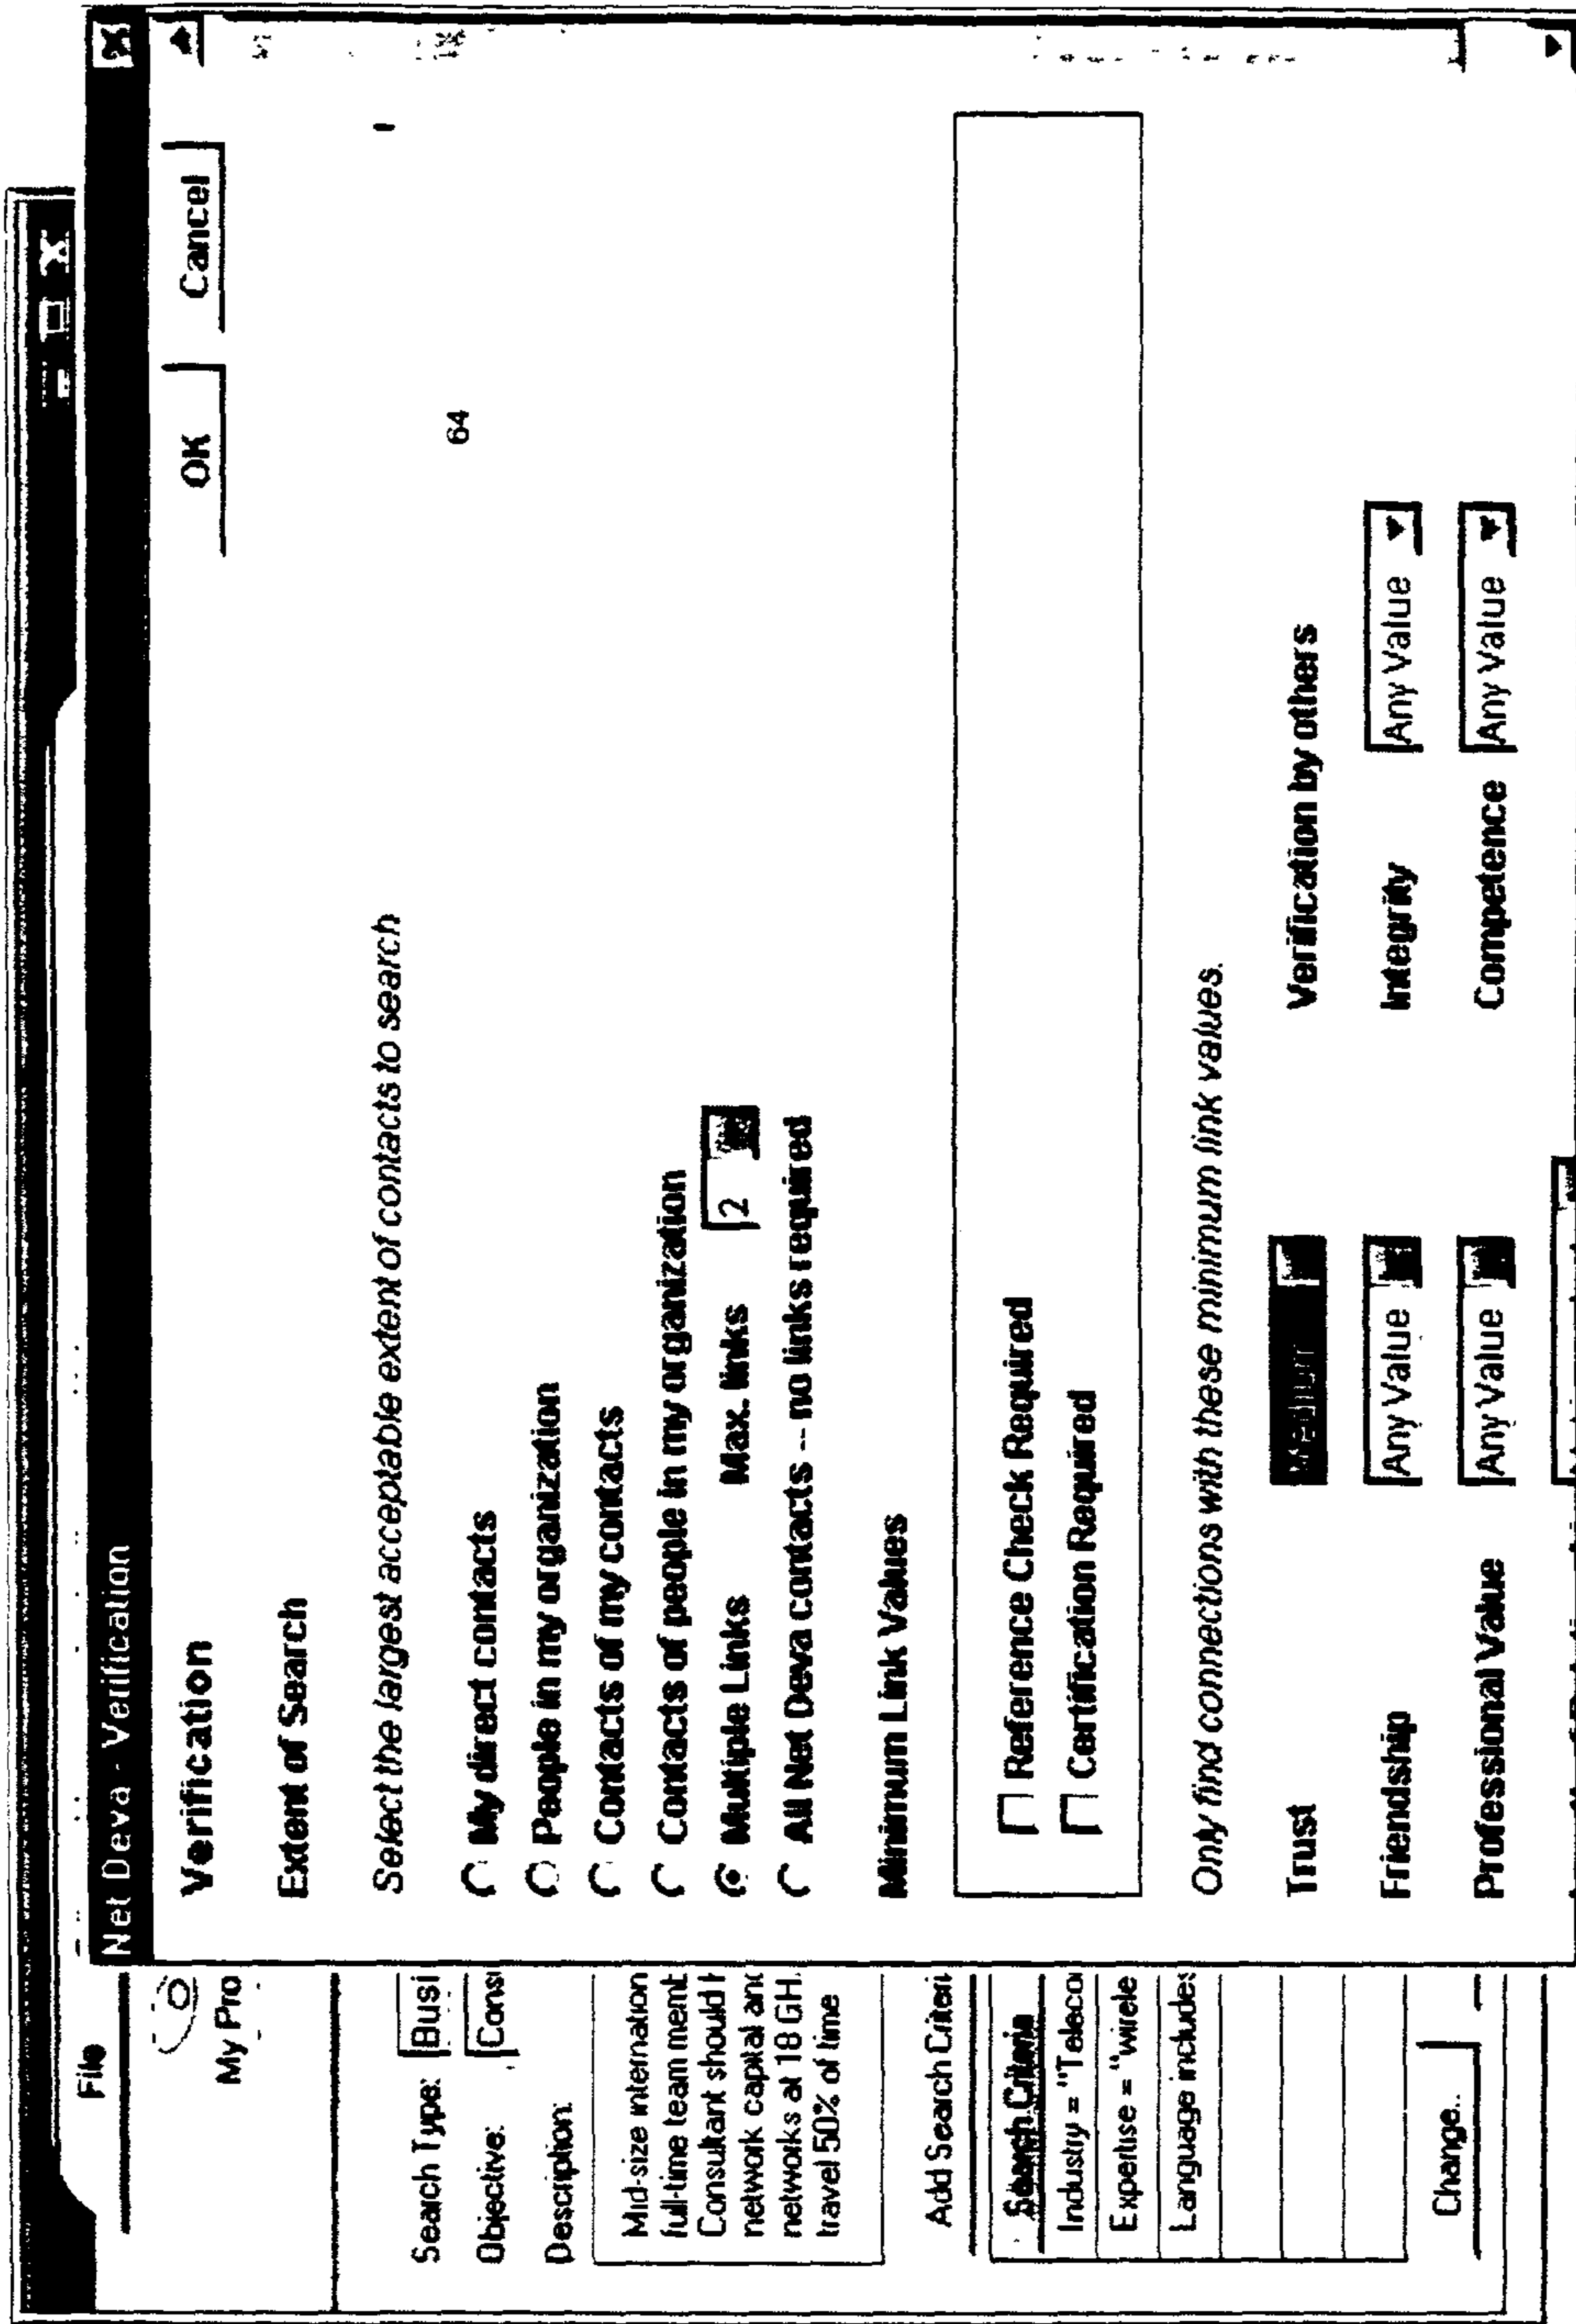 File
My Pro
Search Type: Busi
Objective: Cons
Description:
Mid-size internation
full-time team memb
Consultant should h
network capital and
networks at 18 GH
travel 50% of time
Add Search Criteri
Search Criteria
Industry = "Teleco
Expertise = "wirele
Language includes
Change..
Net Deva - Verification
OK Cancel
Verification
Extent of Search
Select the largest acceptable extent of contacts to search
64
My direct contacts
People in my organization
Contacts of my contacts
Contacts of people in my organization
Multiple Links Max. links 2
All Net Deva contacts -- no links required
Minimum Link Values
Reference Check Required
Certification Required
Only find connections with these minimum link values.
Verification by others
Trust Medium
Friendship Any Value Integrity Any Value
Professional Value Any Value Competence Any Value